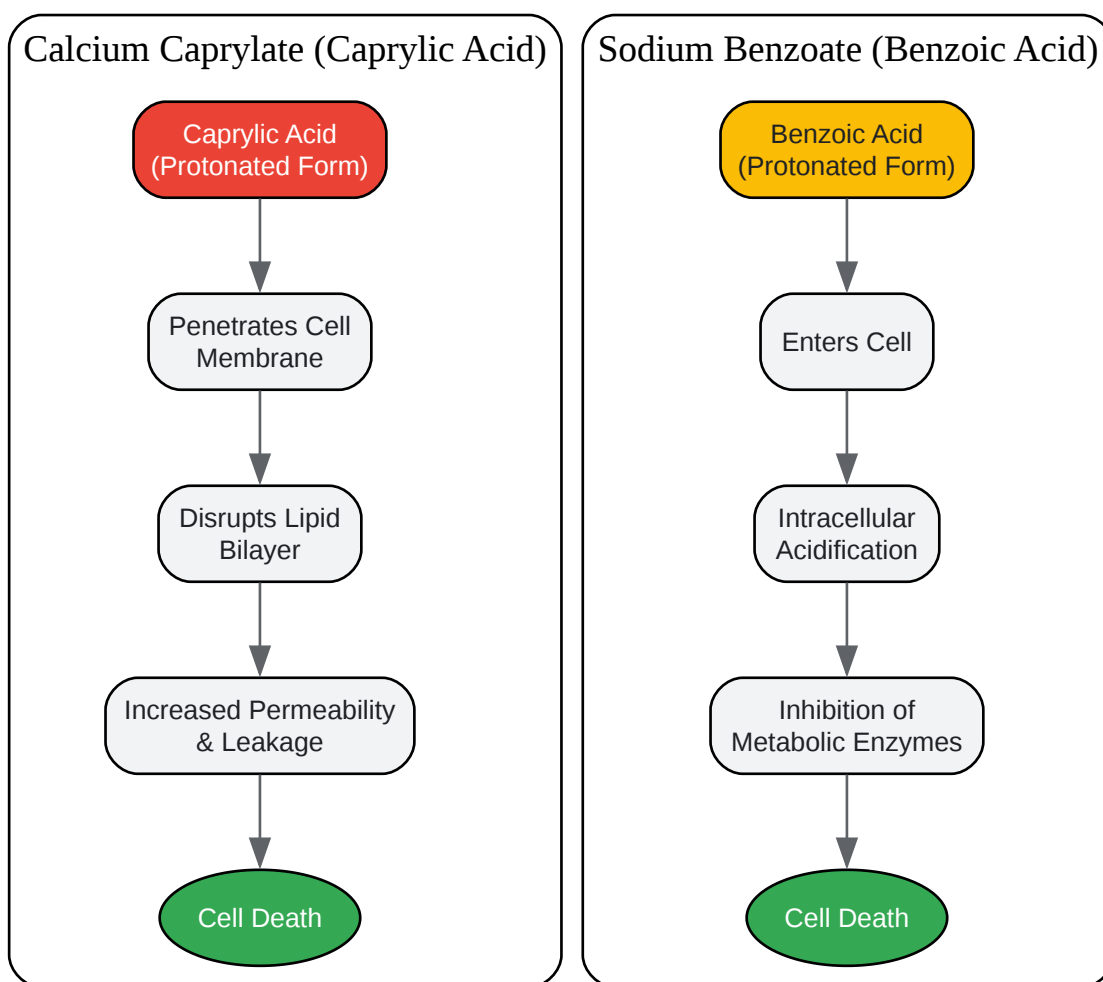 Calcium Caprylate (Caprylic Acid)
Caprylic Acid
(Protonated Form)
Penetrates Cell
Membrane
Disrupts Lipid
Bilayer
Increased Permeability
& Leakage
Cell Death
Sodium Benzoate (Benzoic Acid)
Benzoic Acid
(Protonated Form)
Enters Cell
Intracellular
Acidification
Inhibition of
Metabolic Enzymes
Cell Death